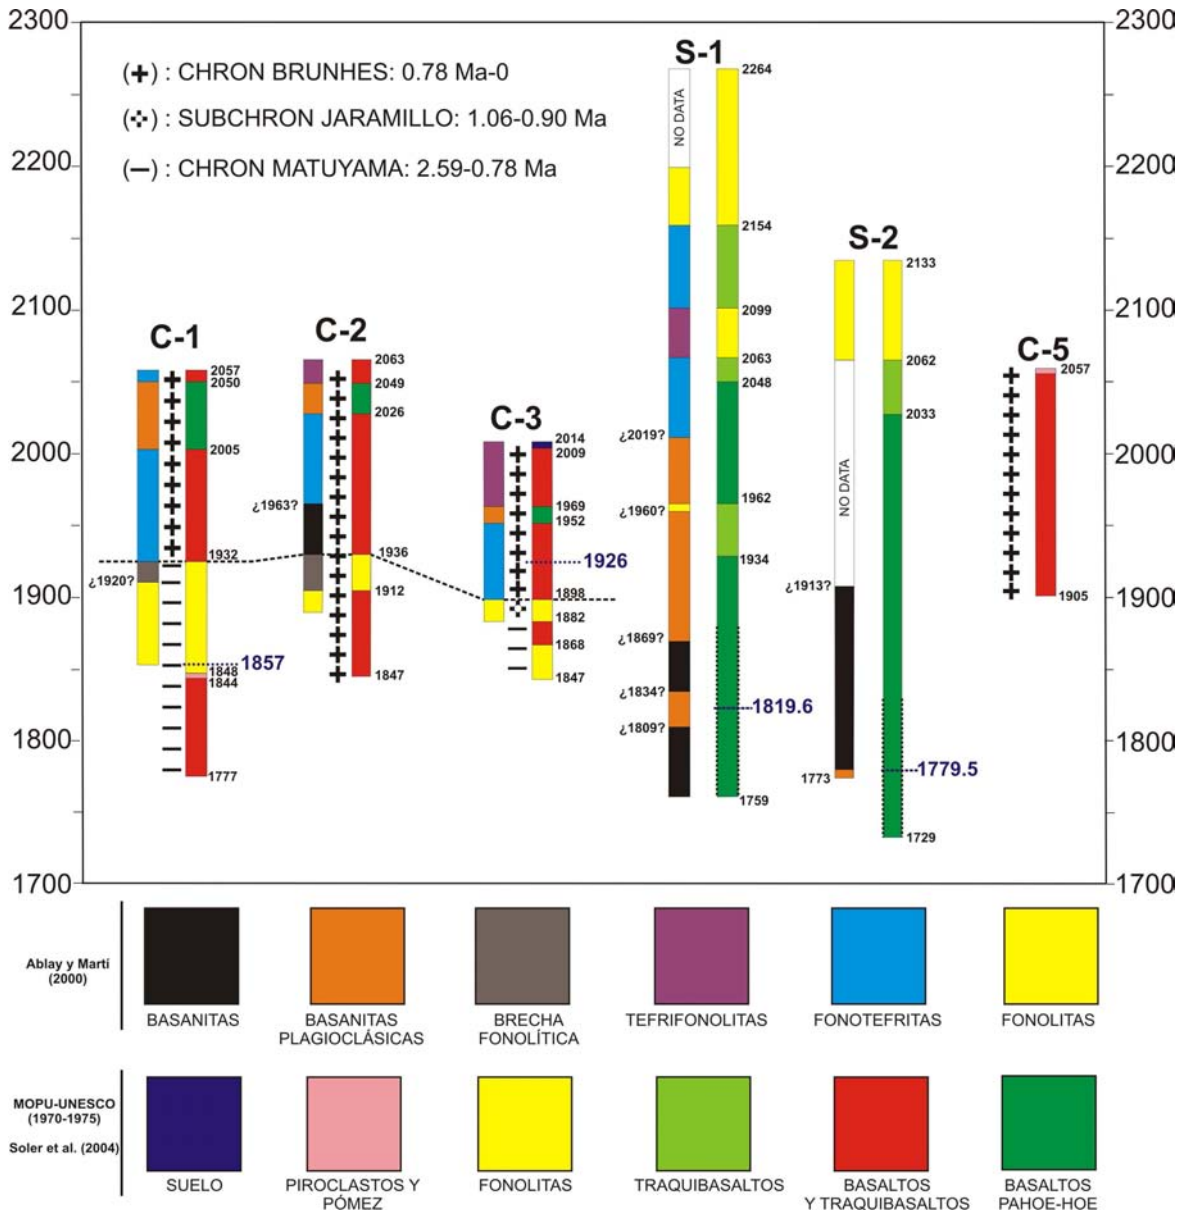 2300
2300
(+) : CHRON BRUNHES: 0.78 Ma-0
(⁘) : SUBCHRON JARAMILLO: 1.06-0.90 Ma
(−) : CHRON MATUYAMA: 2.59-0.78 Ma
S-1
NO DATA
2264
2200
2200
2154
S-2
2133
2100
2100
2099
C-1
C-2
C-3
C-5
2057
2050
2005
2063
2049
2026
2014
2009
2063
2048
2062
2033
2057
¿2019?
2000
2000
¿1963?
1969
1952
¿1960?
1962
NO DATA
1932
1936
1926
1934
¿1920?
1912
¿1913?
1900
1900
1898
1882
1868
1847
1905
¿1869?
1857
1848
1844
1847
¿1834?
1819.6
¿1809?
1800
1800
1777
1773
1779.5
1759
1729
1700
1700
Ablay y Martí
(2000)
BASANITAS
BASANITAS
PLAGIOCLÁSICAS
BRECHA
FONOLÍTICA
TEFRIFONOLITAS
FONOTEFRITAS
FONOLITAS
MOPU-UNESCO
(1970-1975)
Soler et al. (2004)
SUELO
PIROCLASTOS Y
PÓMEZ
FONOLITAS
TRAQUIBASALTOS
BASALTOS
Y TRAQUIBASALTOS
BASALTOS
PAHOE-HOE